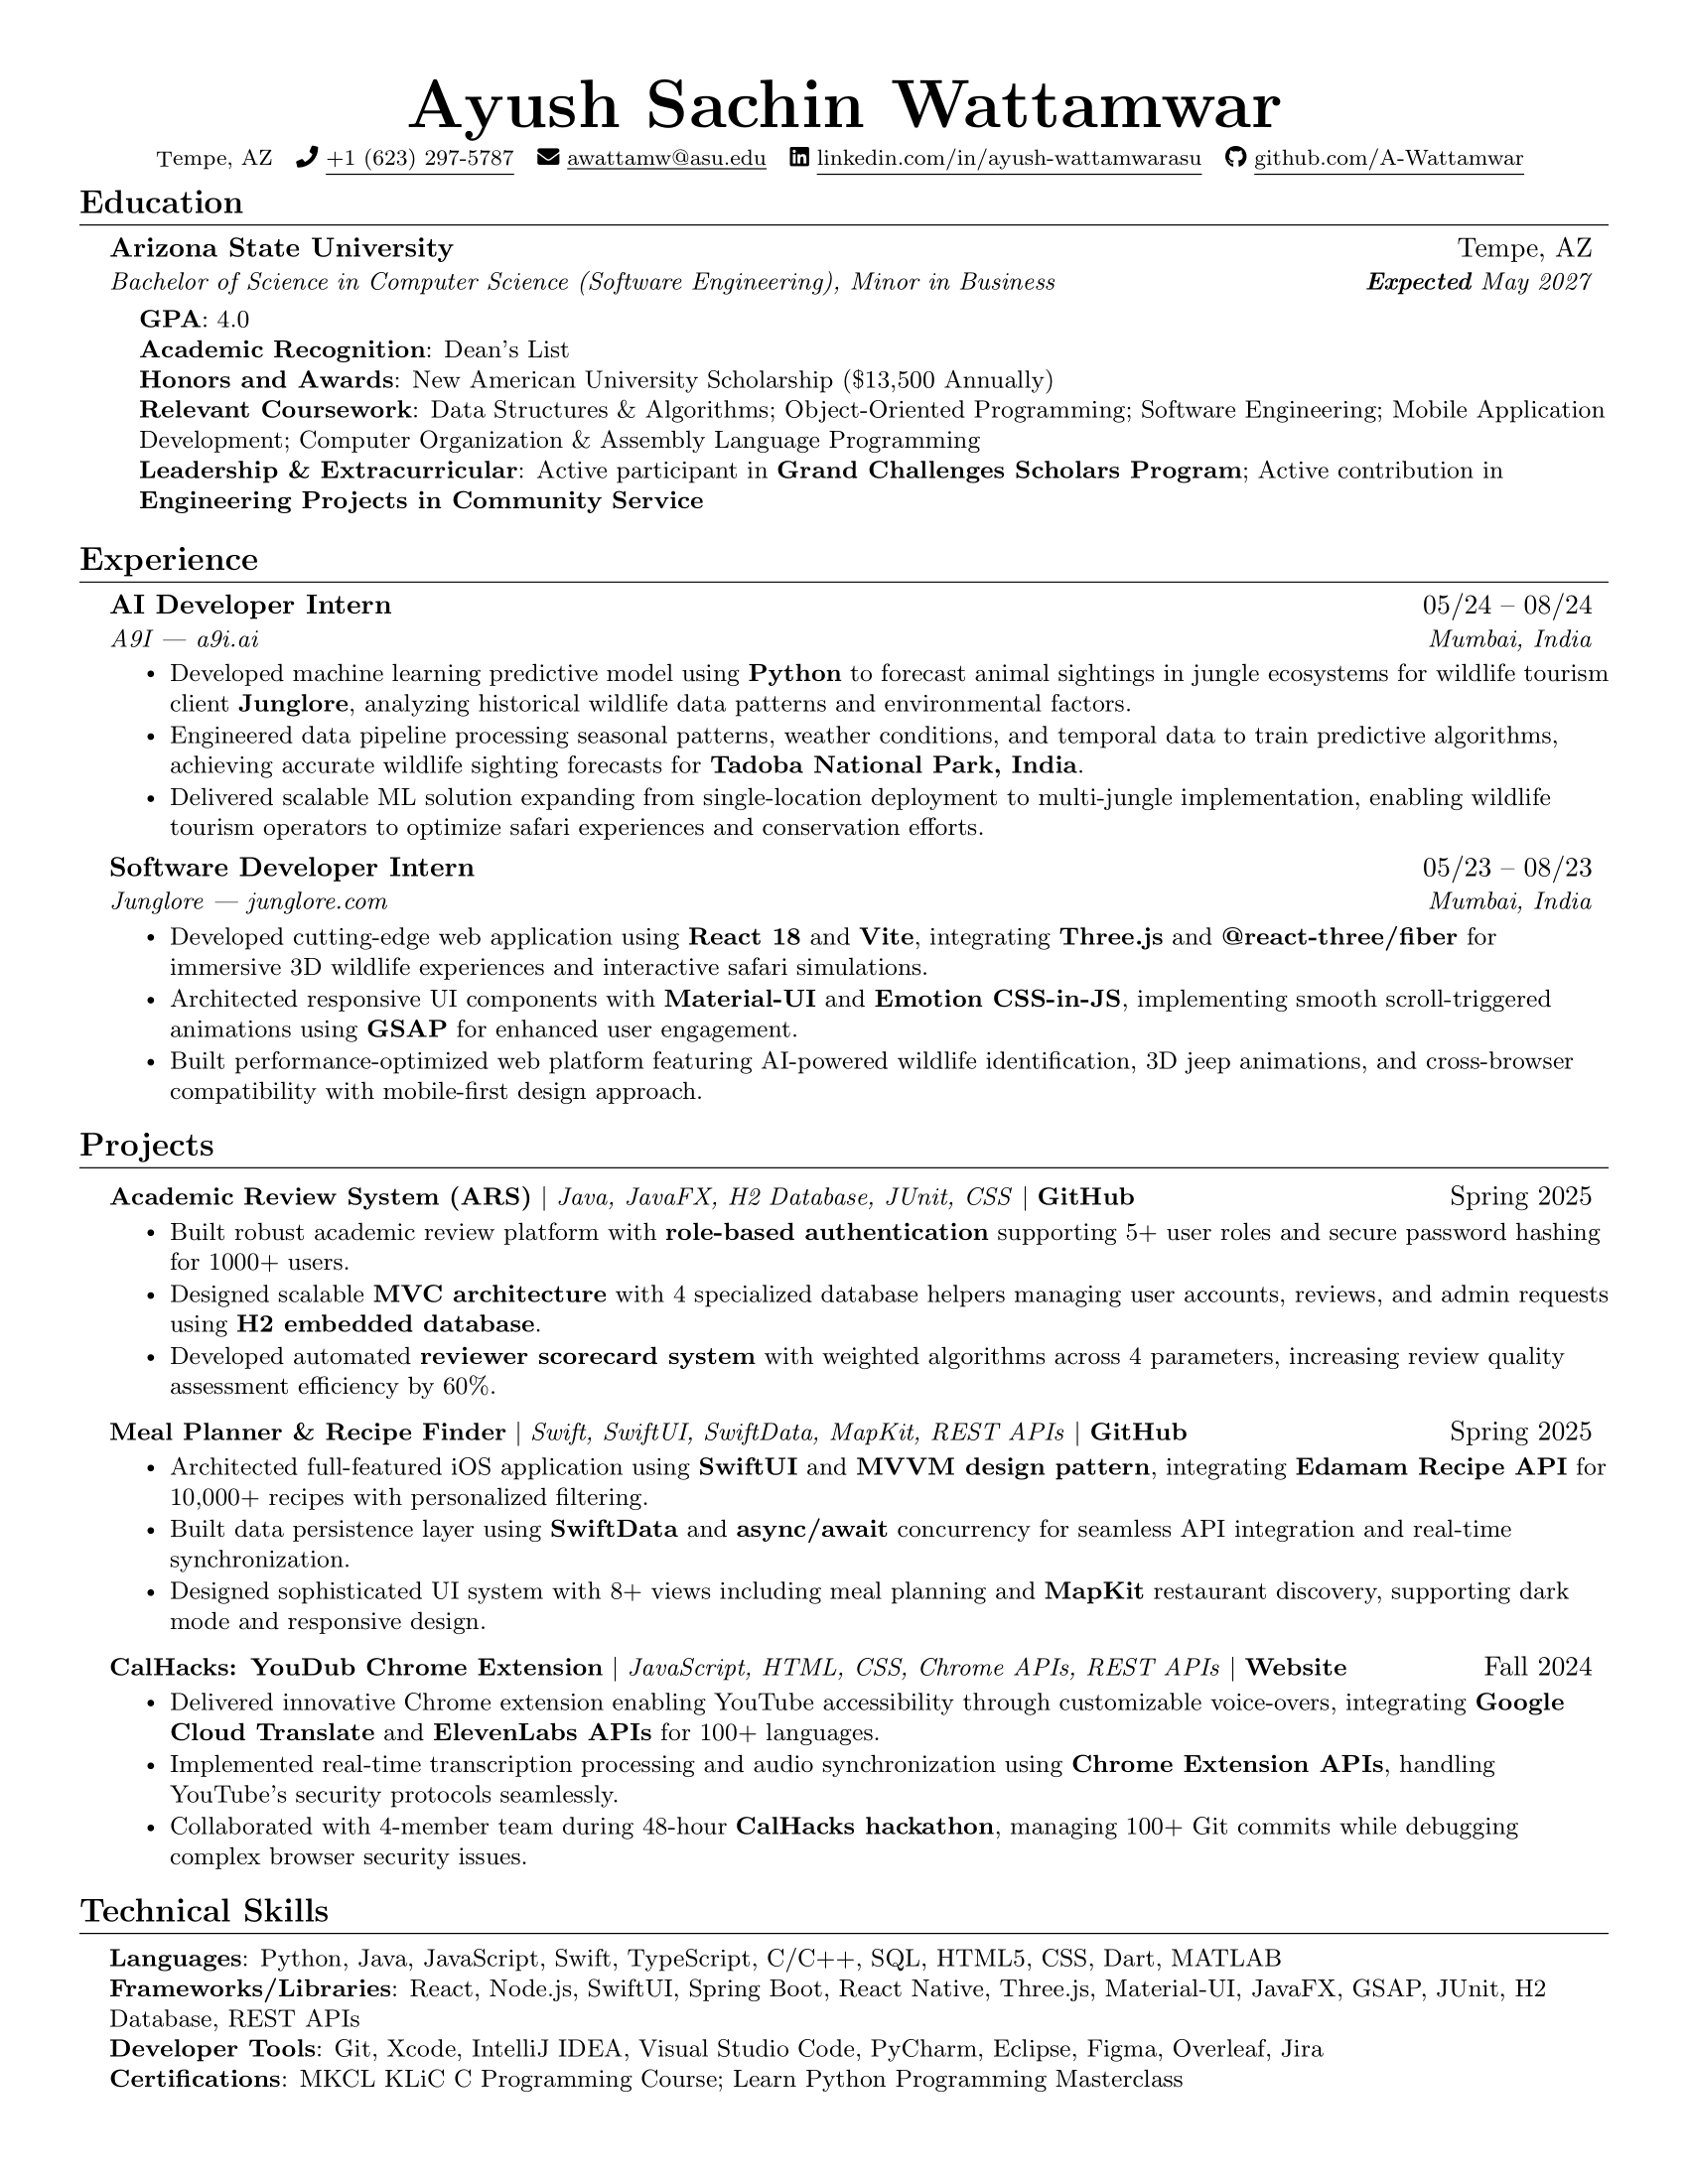 Ayush Sachin Wattamwar
Tempe, AZ +1 (623) 297-5787 awattamw@asu.edu linkedin.com/in/ayush-wattamwarasu github.com/A-Wattamwar
Education
Arizona State University Tempe, AZ
Bachelor of Science in Computer Science (Software Engineering), Minor in Business Expected May 2027
GPA: 4.0
Academic Recognition: Dean's List
Honors and Awards: New American University Scholarship ($13,500 Annually)
Relevant Coursework: Data Structures & Algorithms; Object-Oriented Programming; Software Engineering; Mobile Application
Development; Computer Organization & Assembly Language Programming
Leadership & Extracurricular: Active participant in Grand Challenges Scholars Program; Active contribution in
Engineering Projects in Community Service
Experience
AI Developer Intern 05/24 – 08/24
A9I — a9i.ai Mumbai, India
• Developed machine learning predictive model using Python to forecast animal sightings in jungle ecosystems for wildlife tourism
client Junglore, analyzing historical wildlife data patterns and environmental factors.
• Engineered data pipeline processing seasonal patterns, weather conditions, and temporal data to train predictive algorithms,
achieving accurate wildlife sighting forecasts for Tadoba National Park, India.
• Delivered scalable ML solution expanding from single-location deployment to multi-jungle implementation, enabling wildlife
tourism operators to optimize safari experiences and conservation efforts.
Software Developer Intern 05/23 – 08/23
Junglore — junglore.com Mumbai, India
• Developed cutting-edge web application using React 18 and Vite, integrating Three.js and @react-three/fiber for
immersive 3D wildlife experiences and interactive safari simulations.
• Architected responsive UI components with Material-UI and Emotion CSS-in-JS, implementing smooth scroll-triggered
animations using GSAP for enhanced user engagement.
• Built performance-optimized web platform featuring AI-powered wildlife identification, 3D jeep animations, and cross-browser
compatibility with mobile-first design approach.
Projects
Academic Review System (ARS) | Java, JavaFX, H2 Database, JUnit, CSS | GitHub Spring 2025
• Built robust academic review platform with role-based authentication supporting 5+ user roles and secure password hashing
for 1000+ users.
• Designed scalable MVC architecture with 4 specialized database helpers managing user accounts, reviews, and admin requests
using H2 embedded database.
• Developed automated reviewer scorecard system with weighted algorithms across 4 parameters, increasing review quality
assessment efficiency by 60%.
Meal Planner & Recipe Finder | Swift, SwiftUI, SwiftData, MapKit, REST APIs | GitHub Spring 2025
• Architected full-featured iOS application using SwiftUI and MVVM design pattern, integrating Edamam Recipe API for
10,000+ recipes with personalized filtering.
• Built data persistence layer using SwiftData and async/await concurrency for seamless API integration and real-time
synchronization.
• Designed sophisticated UI system with 8+ views including meal planning and MapKit restaurant discovery, supporting dark
mode and responsive design.
CalHacks: YouDub Chrome Extension | JavaScript, HTML, CSS, Chrome APIs, REST APIs | Website Fall 2024
• Delivered innovative Chrome extension enabling YouTube accessibility through customizable voice-overs, integrating Google
Cloud Translate and ElevenLabs APIs for 100+ languages.
• Implemented real-time transcription processing and audio synchronization using Chrome Extension APIs, handling
YouTube's security protocols seamlessly.
• Collaborated with 4-member team during 48-hour CalHacks hackathon, managing 100+ Git commits while debugging
complex browser security issues.
Technical Skills
Languages: Python, Java, JavaScript, Swift, TypeScript, C/C++, SQL, HTML5, CSS, Dart, MATLAB
Frameworks/Libraries: React, Node.js, SwiftUI, Spring Boot, React Native, Three.js, Material-UI, JavaFX, GSAP, JUnit, H2
Database, REST APIs
Developer Tools: Git, Xcode, IntelliJ IDEA, Visual Studio Code, PyCharm, Eclipse, Figma, Overleaf, Jira
Certifications: MKCL KLiC C Programming Course; Learn Python Programming Masterclass